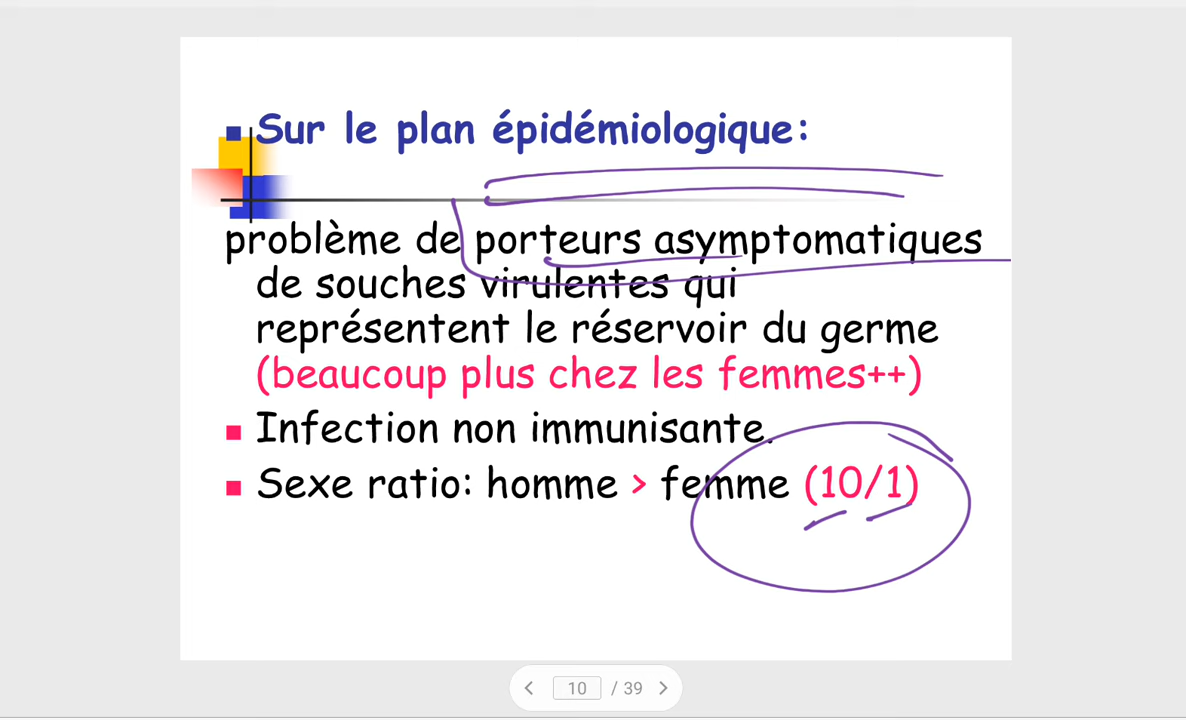 Sur le plan épidémiologique:
problème de porteurs asymptomatiques
de souches virulentes qui
représentent le réservoir du germe
(beaucoup plus chez les femmes++)
Infection non immunisante.
Sexe ratio: homme > femme (10/1)
10 / 39